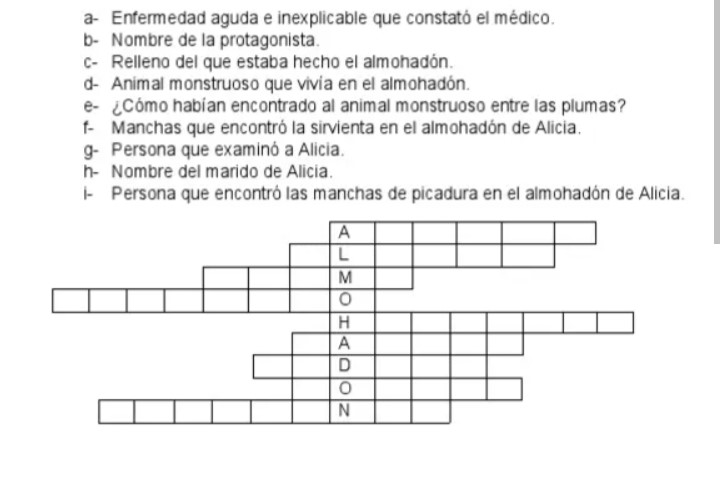 a- Enfermedad aguda e inexplicable que constató el médico.
b- Nombre de la protagonista.
c- Relleno del que estaba hecho el almohadón.
d- Animal monstruoso que vivía en el almohadón.
e- ¿Cómo habían encontrado al animal monstruoso entre las plumas?
f- Manchas que encontró la sirvienta en el almohadón de Alicia.
g- Persona que examinó a Alicia.
h- Nombre del marido de Alicia.
i- Persona que encontró las manchas de picadura en el almohadón de Alicia.
A
L
M
O
H
A
D
O
N